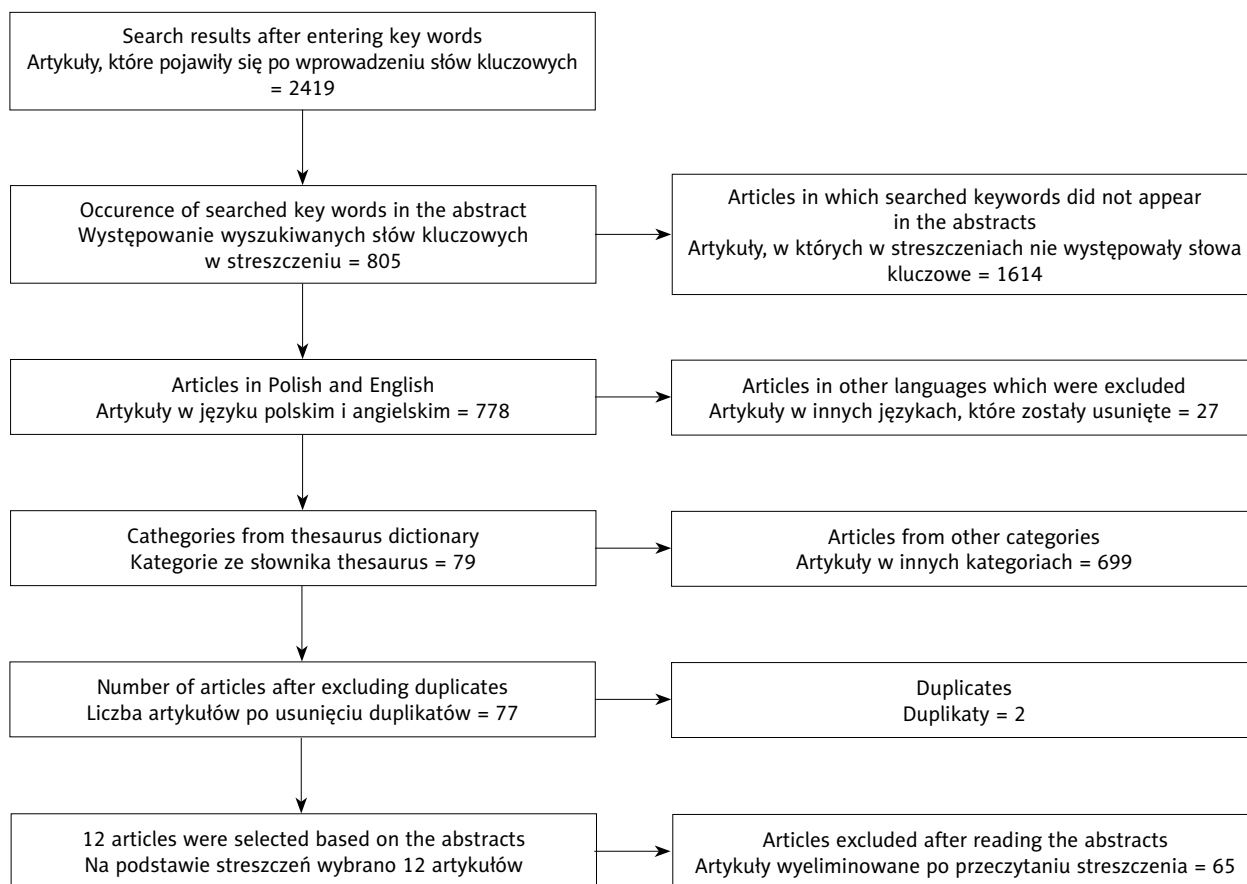 Search results after entering key words
Artykuły, które pojawiły się po wprowadzeniu słów kluczowych
= 2419
Occurence of searched key words in the abstract
Występowanie wyszukiwanych słów kluczowych
w streszczeniu = 805
Articles in which searched keywords did not appear
in the abstracts
Artykuły, w których w streszczeniach nie występowały słowa
kluczowe = 1614
Articles in Polish and English
Artykuły w języku polskim i angielskim = 778
Articles in other languages which were excluded
Artykuły w innych językach, które zostały usunięte = 27
Cathegories from thesaurus dictionary
Kategorie ze słownika thesaurus = 79
Articles from other categories
Artykuły w innych kategoriach = 699
Number of articles after excluding duplicates
Liczba artykułów po usunięciu duplikatów = 77
Duplicates
Duplikaty = 2
12 articles were selected based on the abstracts
Na podstawie streszczeń wybrano 12 artykułów
Articles excluded after reading the abstracts
Artykuły wyeliminowane po przeczytaniu streszczenia = 65